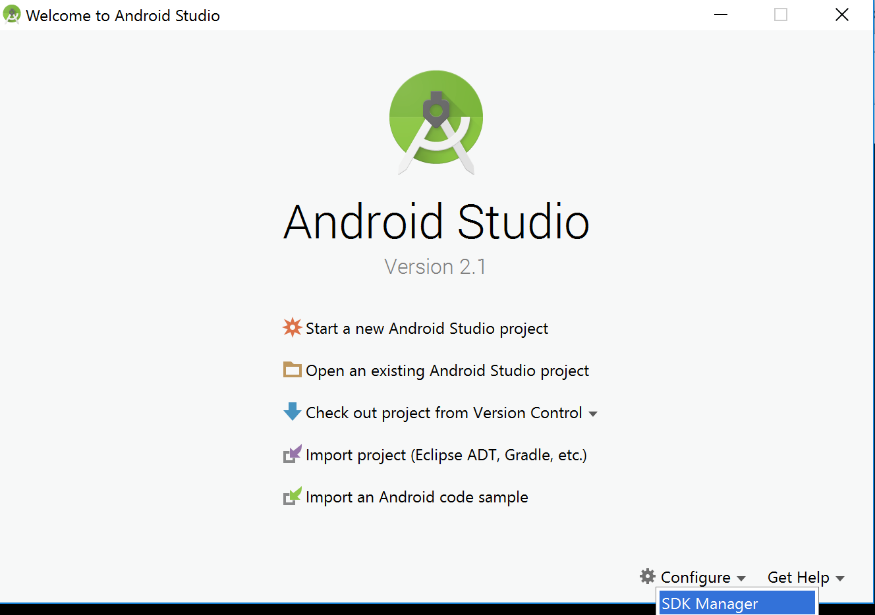 Welcome to Android Studio
Android Studio
Version 2.1
Start a new Android Studio project
Open an existing Android Studio project
Check out project from Version Control
Import project (Eclipse ADT, Gradle, etc.)
Import an Android code sample
Configure
Get Help
SDK Manager